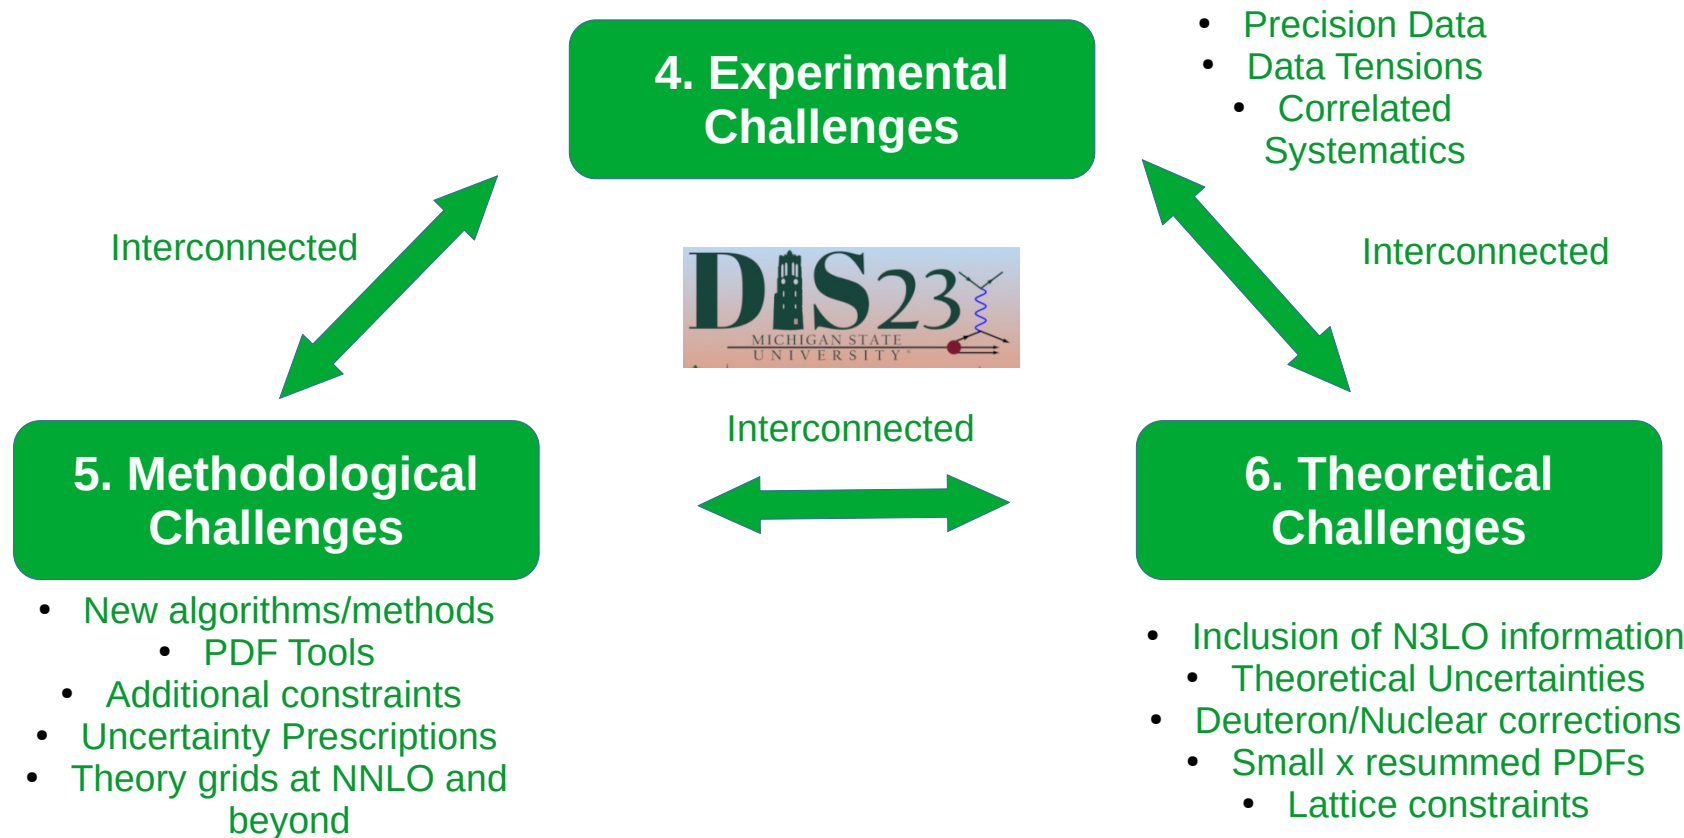 4. Experimental
Challenges
• Precision Data
• Data Tensions
• Correlated
Systematics
Interconnected
Interconnected
DIS23
MICHIGAN STATE
UNIVERSITY
Interconnected
5. Methodological
Challenges
6. Theoretical
Challenges
• New algorithms/methods
• PDF Tools
• Additional constraints
• Uncertainty Prescriptions
• Theory grids at NNLO and
beyond
• Inclusion of N3LO information
• Theoretical Uncertainties
• Deuteron/Nuclear corrections
• Small x resummed PDFs
• Lattice constraints